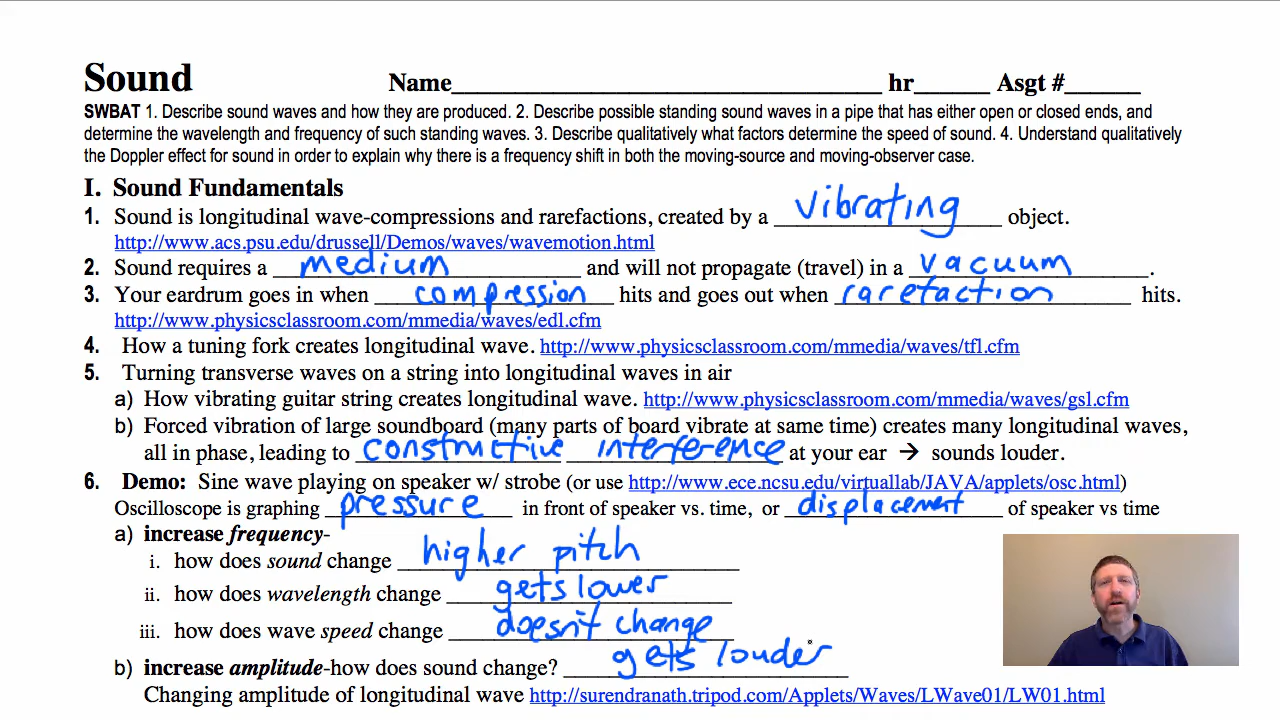 Sound Name____ hr____ Asgt #____
SWBAT 1. Describe sound waves and how they are produced. 2. Describe possible standing sound waves in a pipe that has either open or closed ends, and
determine the wavelength and frequency of such standing waves. 3. Describe qualitatively what factors determine the speed of sound. 4. Understand qualitatively
the Doppler effect for sound in order to explain why there is a frequency shift in both the moving-source and moving-observer case.
I. Sound Fundamentals
1. Sound is longitudinal wave-compressions and rarefactions, created by a vibrating object.
http://www.acs.psu.edu/drussell/Demos/waves/wavemotion.html
2. Sound requires a medium and will not propagate (travel) in a vacuum.
3. Your eardrum goes in when compression hits and goes out when rarefaction hits.
http://www.physicsclassroom.com/mmedia/waves/edl.cfm
4. How a tuning fork creates longitudinal wave. http://www.physicsclassroom.com/mmedia/waves/tfl.cfm
5. Turning transverse waves on a string into longitudinal waves in air
a) How vibrating guitar string creates longitudinal wave. http://www.physicsclassroom.com/mmedia/waves/gsl.cfm
b) Forced vibration of large soundboard (many parts of board vibrate at same time) creates many longitudinal waves,
all in phase, leading to constructive interference at your ear → sounds louder.
6. Demo: Sine wave playing on speaker w/ strobe (or use http://www.ece.ncsu.edu/virtuallab/JAVA/applets/osc.html)
Oscilloscope is graphing pressure in front of speaker vs. time, or displacement of speaker vs time
a) increase frequency-
i. how does sound change higher pitch
ii. how does wavelength change gets lower
iii. how does wave speed change doesn't change
b) increase amplitude-how does sound change? gets louder
Changing amplitude of longitudinal wave http://surendranath.tripod.com/Applets/Waves/LWave01/LW01.html